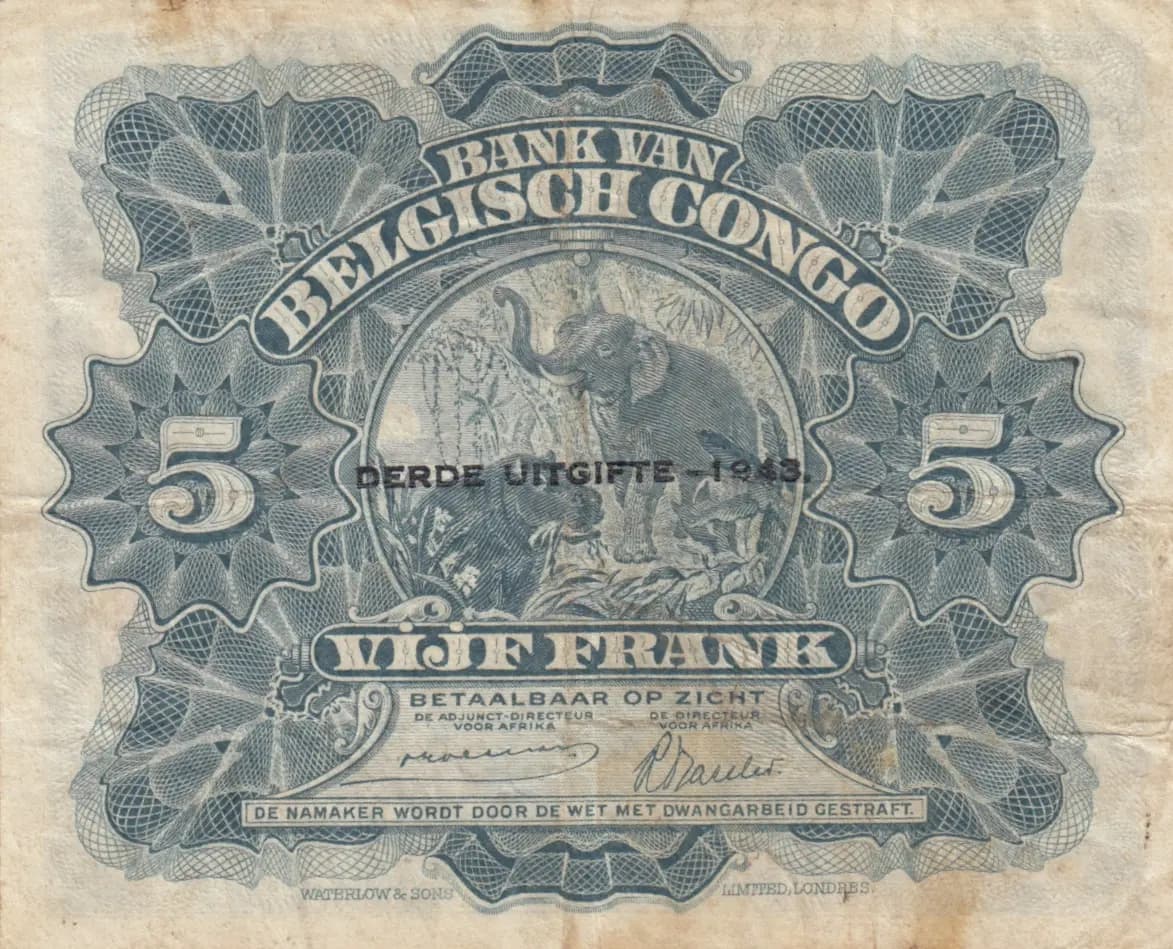 BANK VAN
BELGISCH CONGO
5 5
DERDE UITGIFTE - 1943.
VIJF FRANK
BETAALBAAR OP ZICHT
DE ADJUNCT-DIRECTEUR DE DIRECTEUR
VOOR AFRIKA VOOR AFRIKA
DE NAMAKER WORDT DOOR DE WET MET DWANGARBEID GESTRAFT.
WATERLOW & SONS LIMITED, LONDRES.